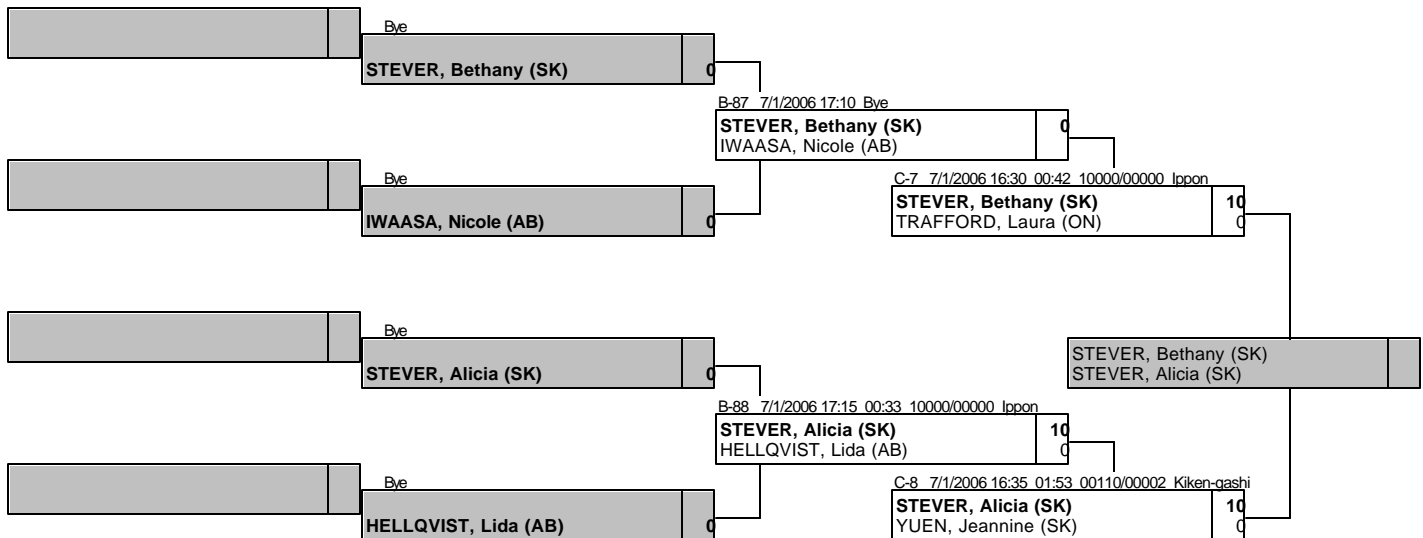 Bye
STEVER, Bethany (SK) 0
B-87 7/1/2006 17:10 Bye
STEVER, Bethany (SK) 0
IWAASA, Nicole (AB)
Bye
IWAASA, Nicole (AB) 0
C-7 7/1/2006 16:30 00:42 10000/00000 Ippon
STEVER, Bethany (SK) 10
TRAFFORD, Laura (ON) 0
Bye
STEVER, Alicia (SK) 0
STEVER, Bethany (SK)
STEVER, Alicia (SK)
B-88 7/1/2006 17:15 00:33 10000/00000 Ippon
STEVER, Alicia (SK) 10
HELLQVIST, Lida (AB) 0
Bye
HELLQVIST, Lida (AB) 0
C-8 7/1/2006 16:35 01:53 00110/00002 Kiken-gashi
STEVER, Alicia (SK) 10
YUEN, Jeannine (SK) 0